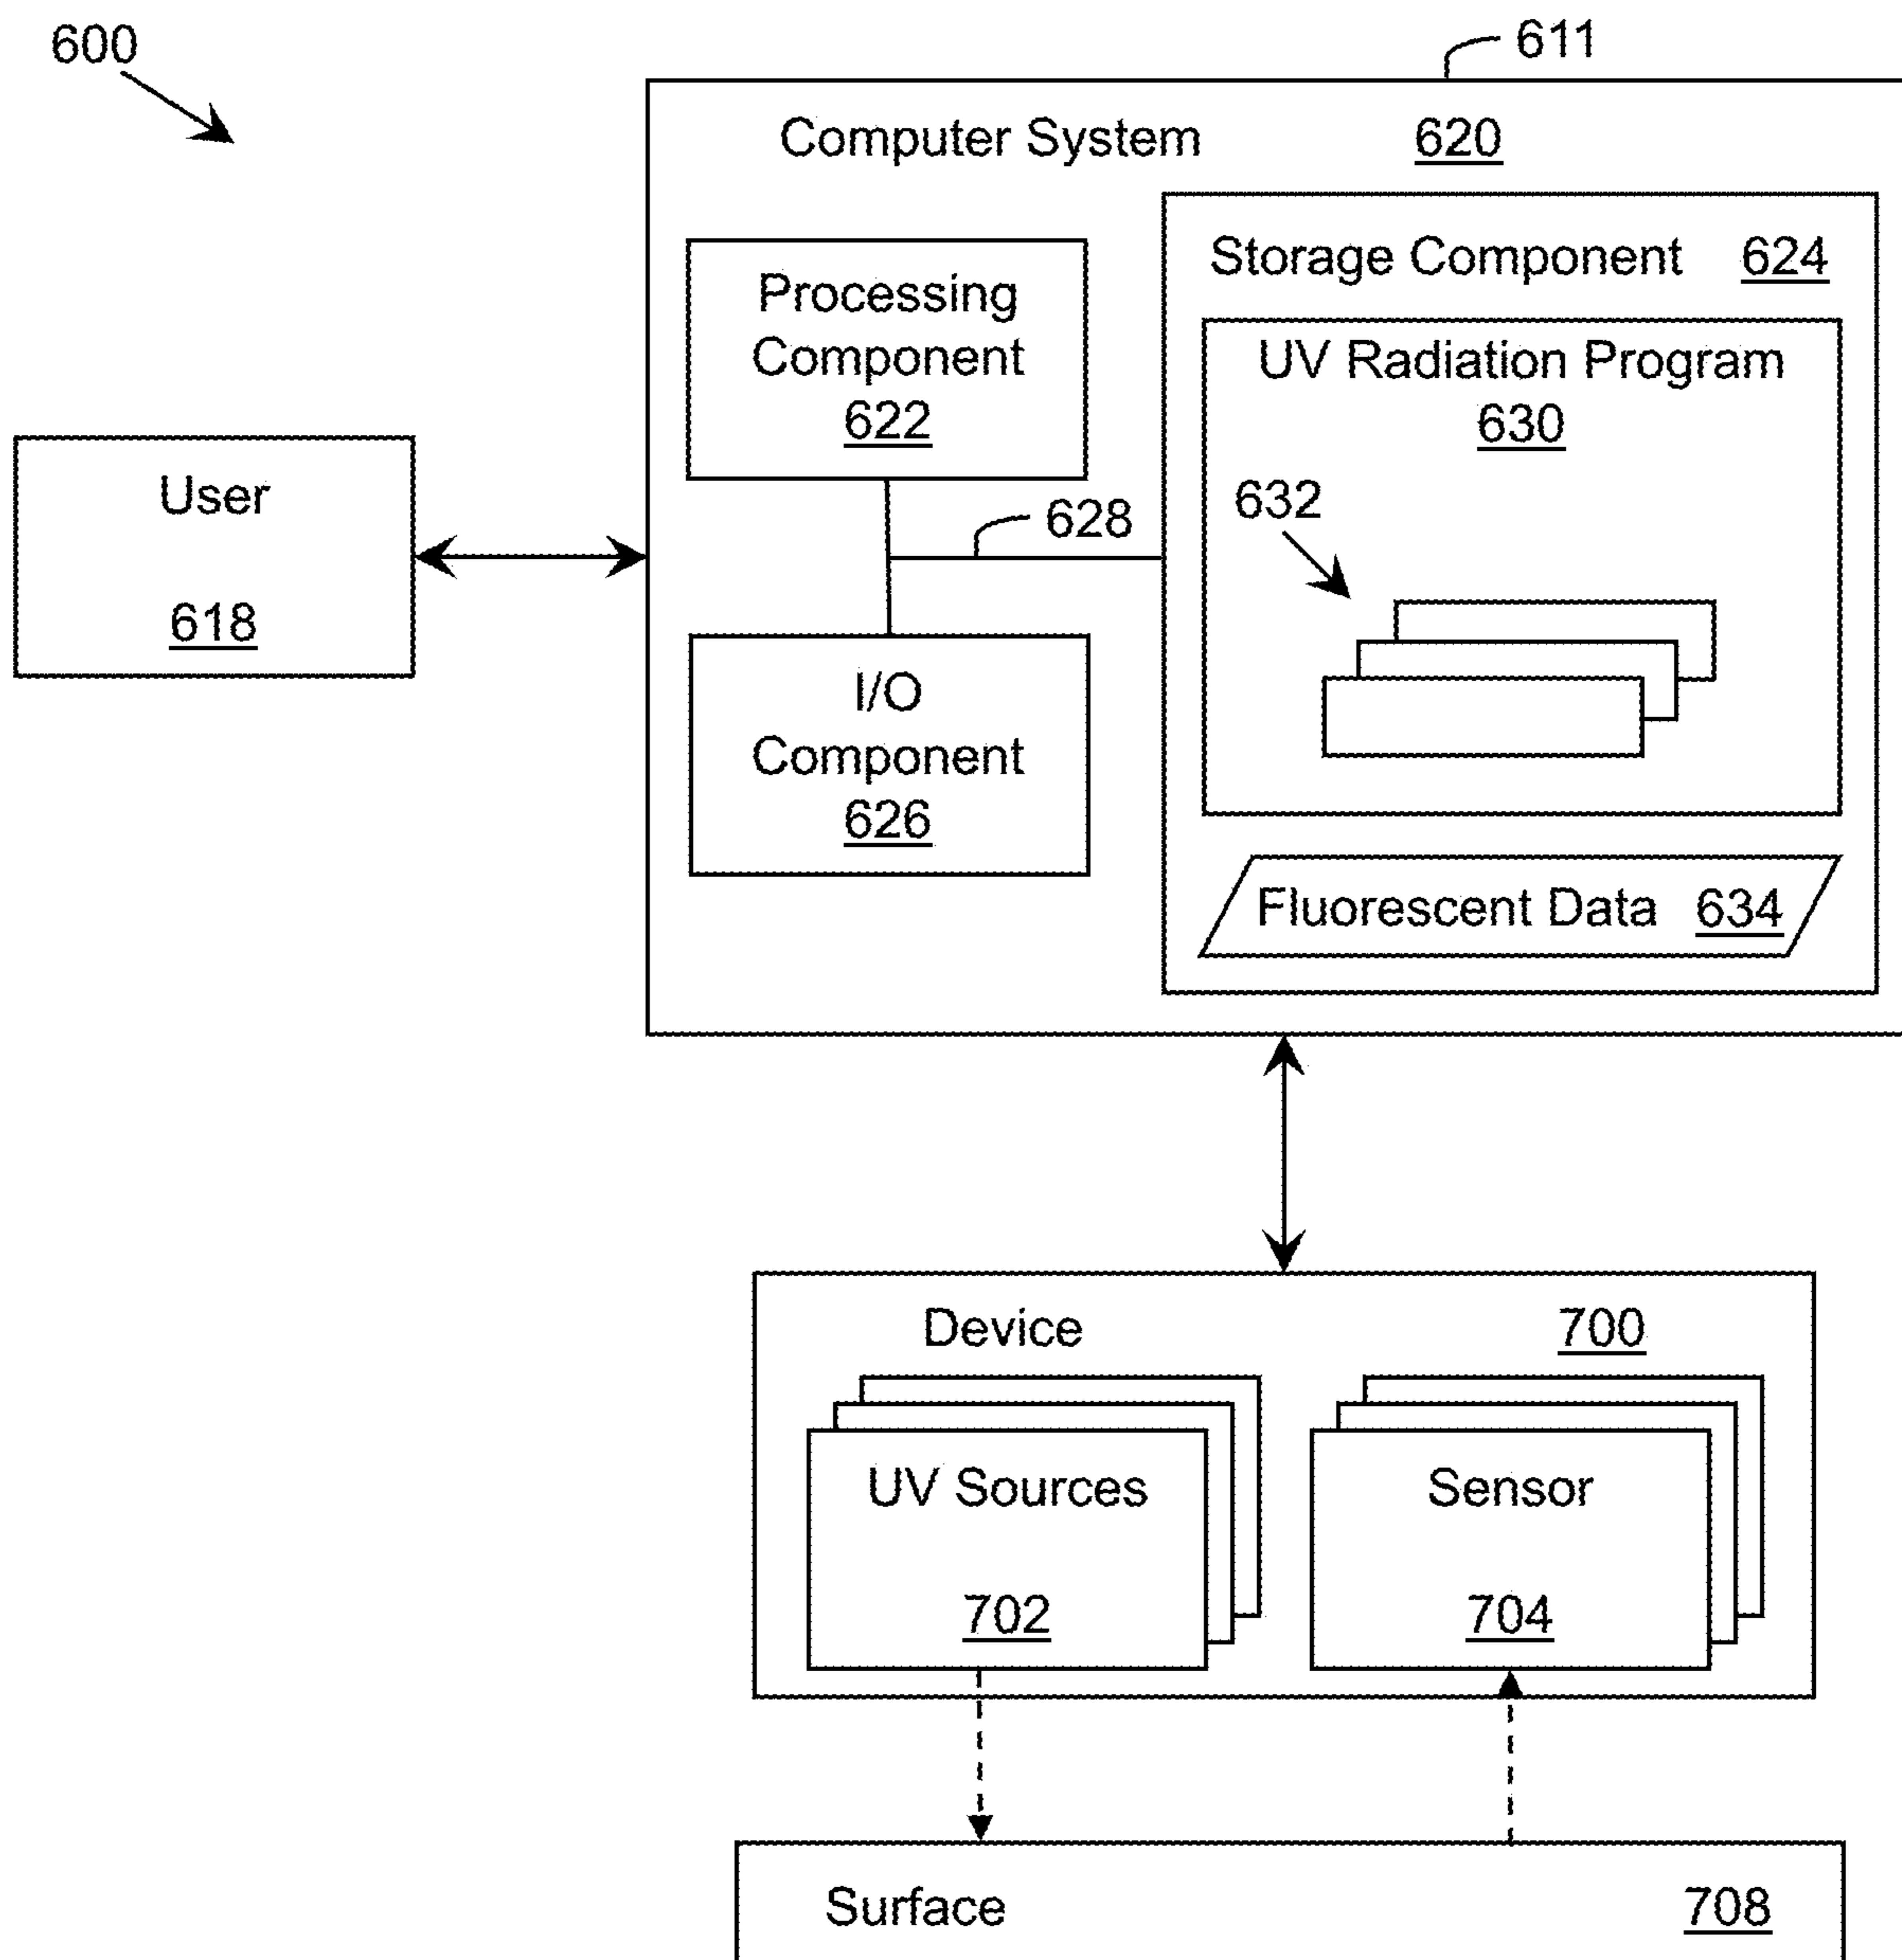 600
611
Computer System 620
Processing
Component
622
Storage Component 624
UV Radiation Program
630
632
628
User
618
I/O
Component
626
Fluorescent Data 634
Device 700
UV Sources
702
Sensor
704
Surface 708